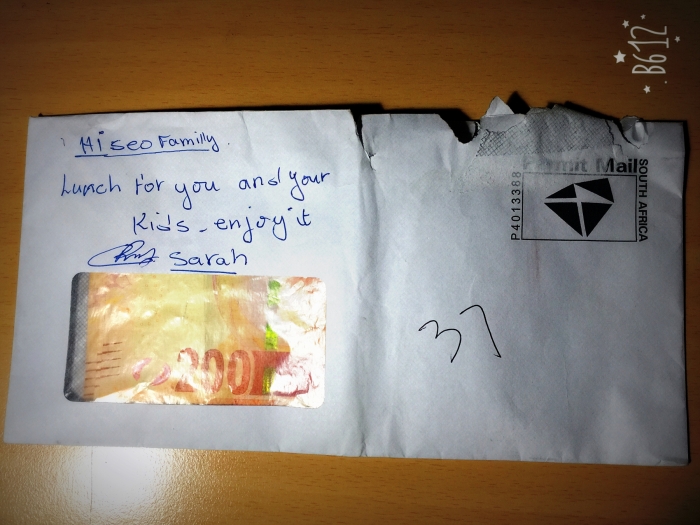 Hi seo Familly.
Lunch for you and your
Kids - enjoy it
Sarah
200
Permit Mail
SOUTH AFRICA
P4013388
37
B612